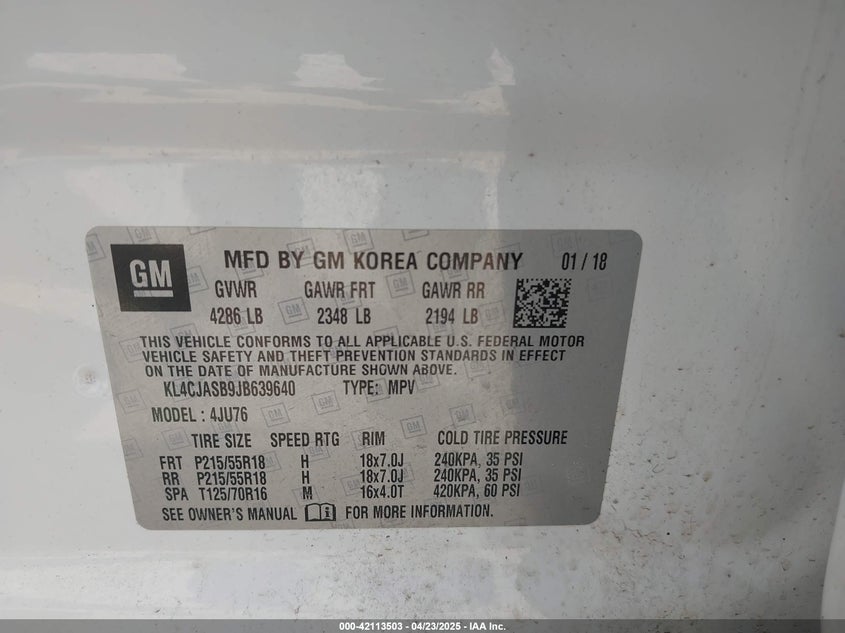 GM
MFD BY GM KOREA COMPANY 01 / 18
GVWR GAWR FRT GAWR RR
4286 LB 2348 LB 2194 LB
THIS VEHICLE CONFORMS TO ALL APPLICABLE U.S. FEDERAL MOTOR
VEHICLE SAFETY AND THEFT PREVENTION STANDARDS IN EFFECT
ON THE DATE OF MANUFACTURE SHOWN ABOVE.
KL4CJASB9JB639640 TYPE: MPV
MODEL : 4JU76
TIRE SIZE SPEED RTG RIM COLD TIRE PRESSURE
FRT P215/55R18 H 18x7.0J 240KPA, 35 PSI
RR P215/55R18 H 18x7.0J 240KPA, 35 PSI
SPA T125/70R16 M 16x4.0T 420KPA, 60 PSI
SEE OWNER'S MANUAL FOR MORE INFORMATION.
000-42113503 - 04/23/2025 - IAA Inc.